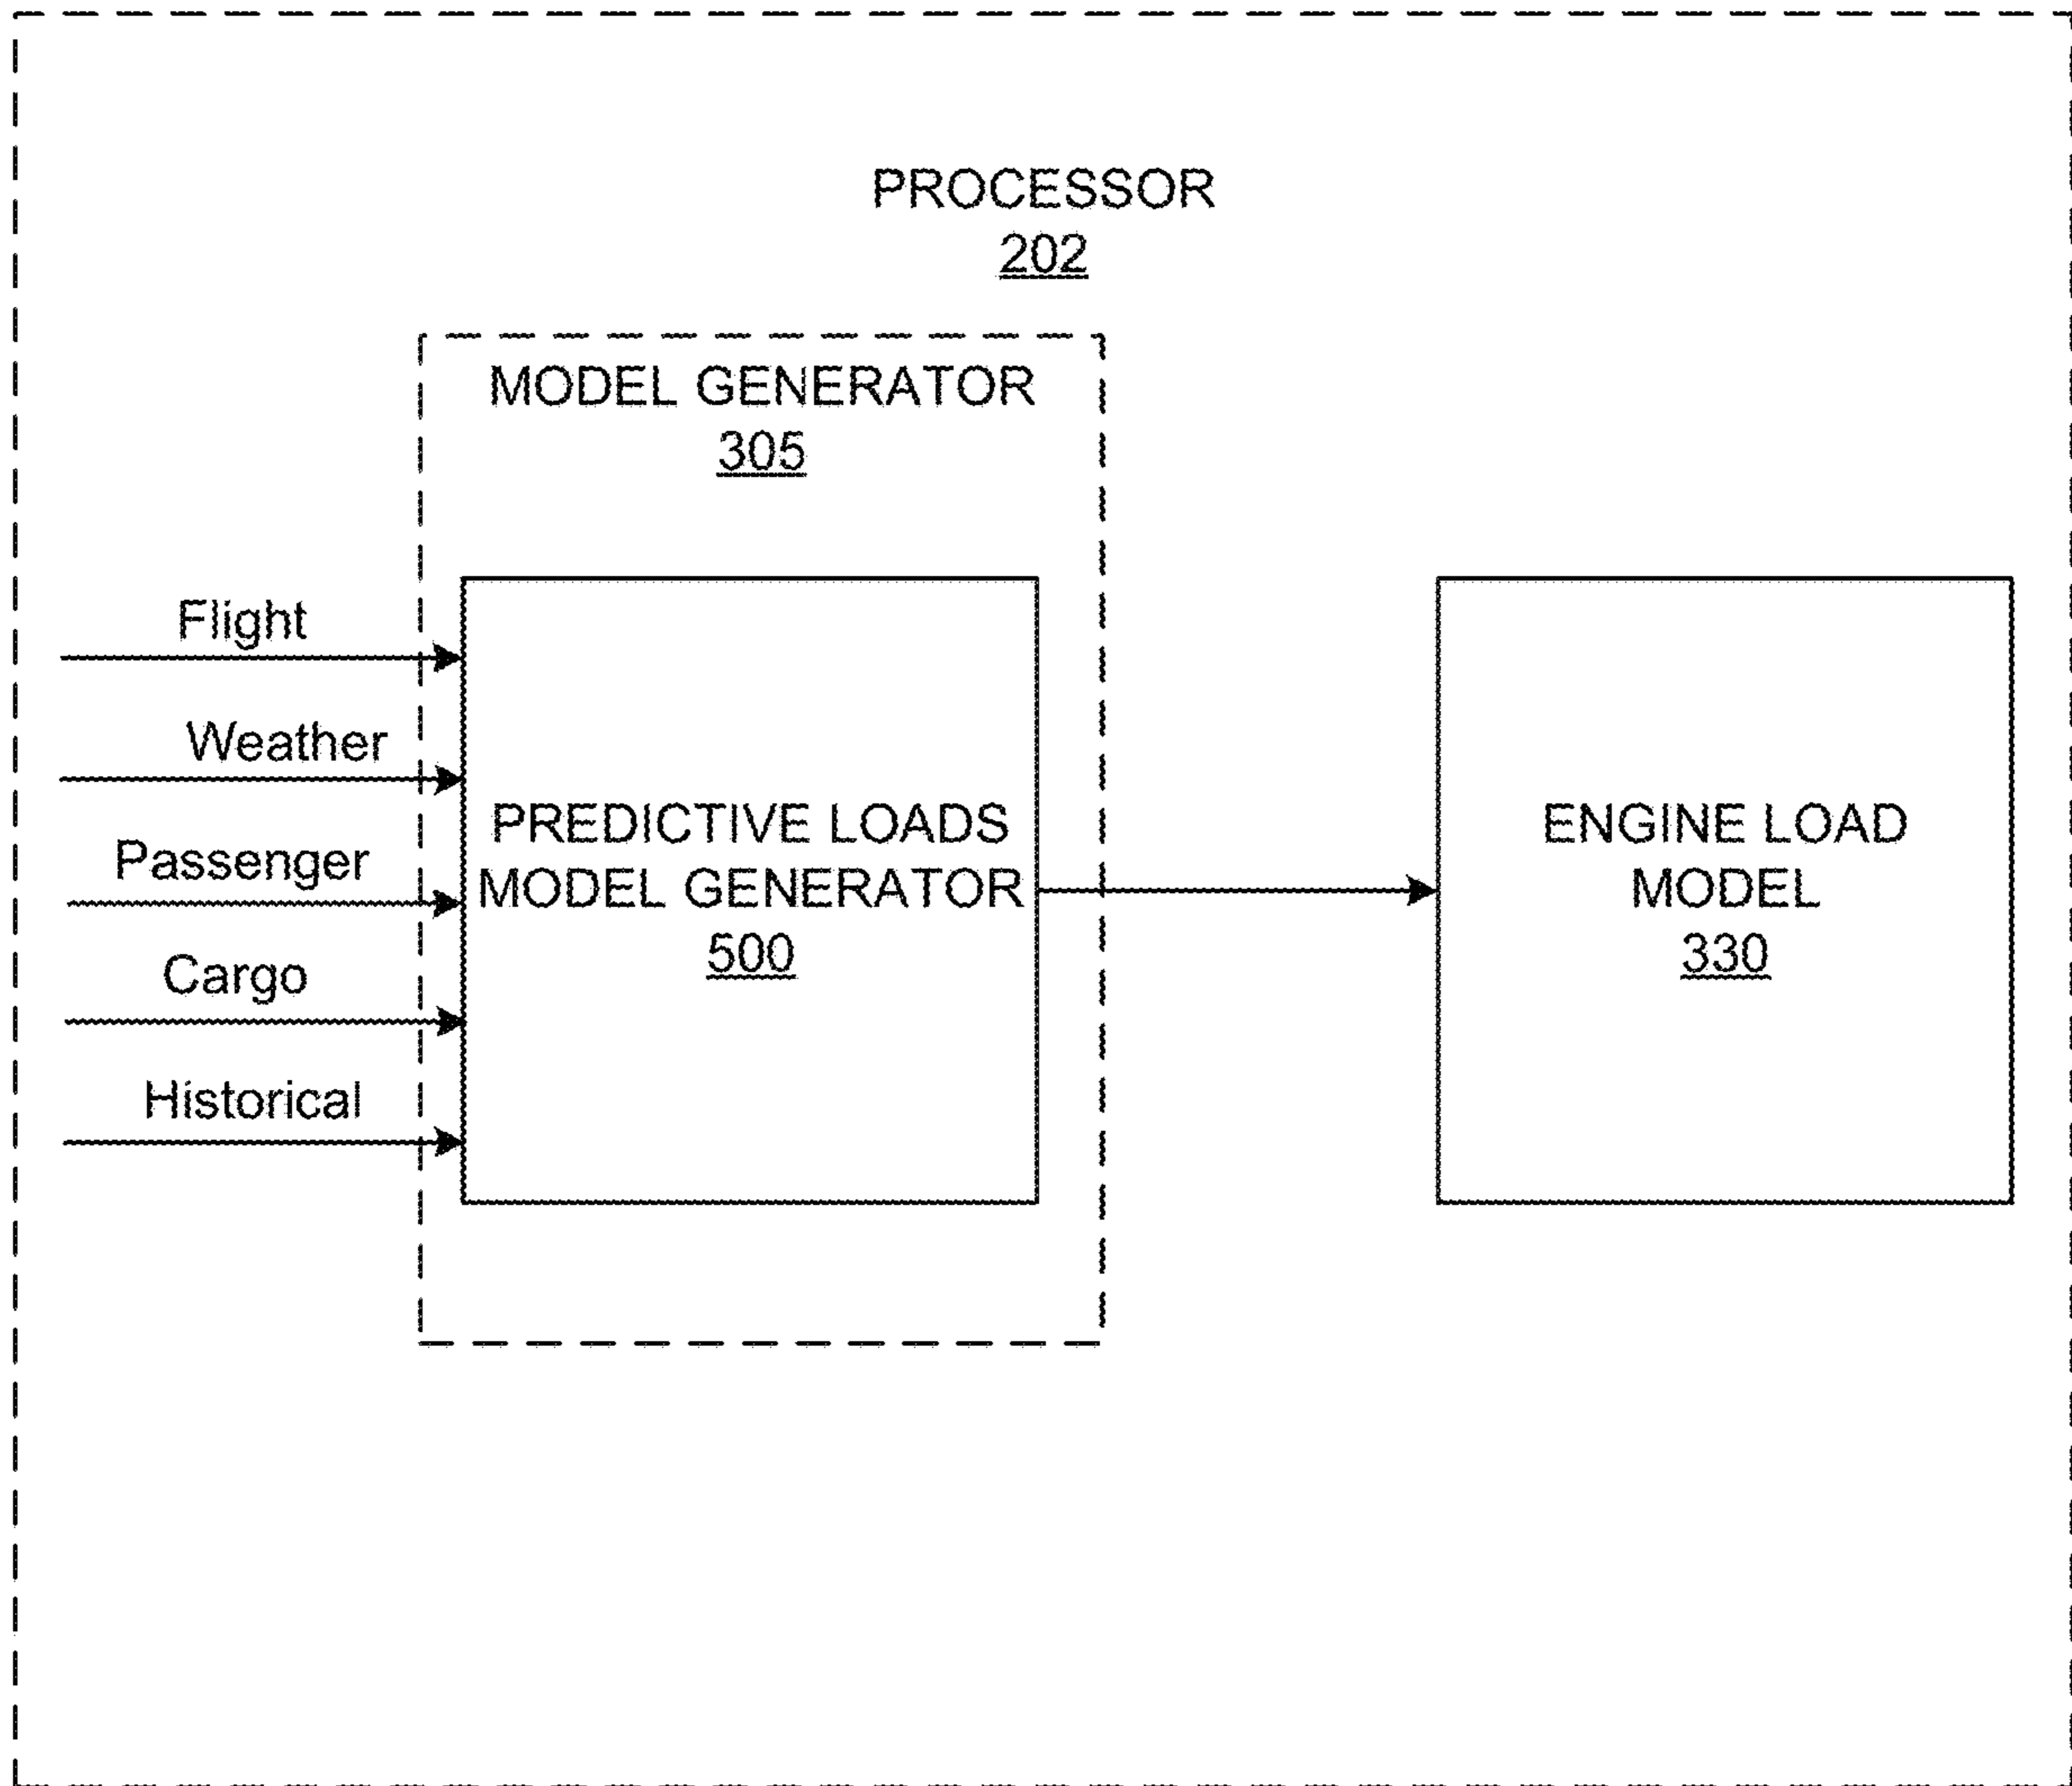 PROCESSOR
202
MODEL GENERATOR
305
Flight
Weather
Passenger
Cargo
Historical
PREDICTIVE LOADS
MODEL GENERATOR
500
ENGINE LOAD
MODEL
330